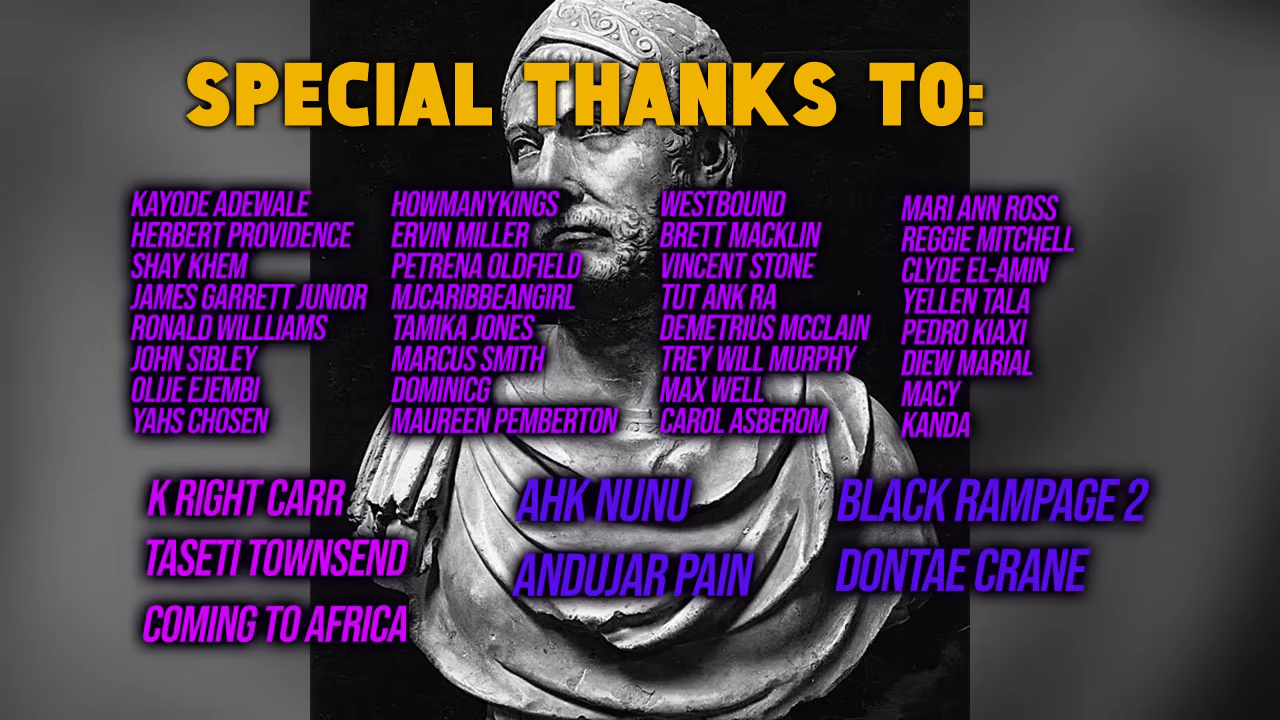 SPECIAL THANKS TO:
KAYODE ADEWALE
HERBERT PROVIDENCE
SHAY KHEM
JAMES GARRETT JUNIOR
RONALD WILLLIAMS
JOHN SIBLEY
OLIJE EJEMBI
YAHS CHOSEN
HOWMANYKINGS
ERVIN MILLER
PETRENA OLDFIELD
MJCARIBBEANGIRL
TAMIKA JONES
MARCUS SMITH
DOMINICG
MAUREEN PEMBERTON
WESTBOUND
BRETT MACKLIN
VINCENT STONE
TUT ANK RA
DEMETRIUS MCCLAIN
TREY WILL MURPHY
MAX WELL
CAROL ASBEROM
MARI ANN ROSS
REGGIE MITCHELL
CLYDE EL-AMIN
YELLEN TALA
PEDRO KIAXI
DIEW MARIAL
MACY
KANDA
K RIGHT CARR
TASETI TOWNSEND
COMING TO AFRICA
AHK NUNU
ANDUJAR PAIN
BLACK RAMPAGE 2
DONTAE CRANE